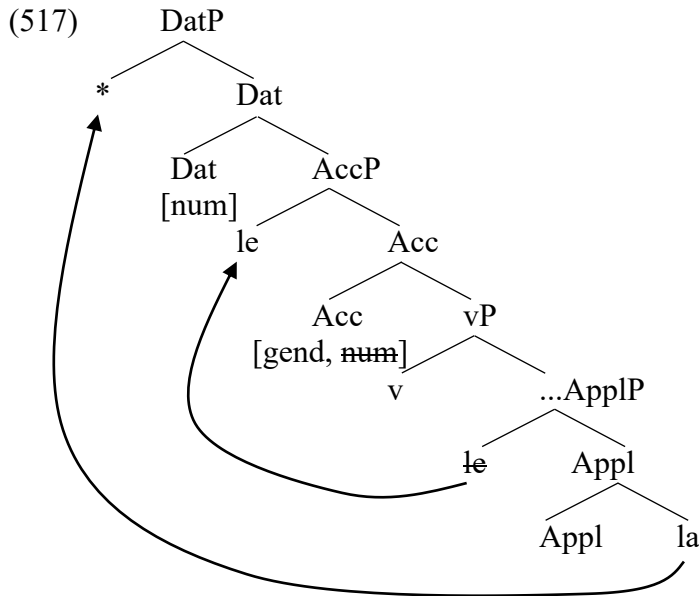 (517) DatP
* Dat
Dat AccP
[num]
le Acc
Acc vP
[gend, num]
v ...ApplP
le Appl
Appl la